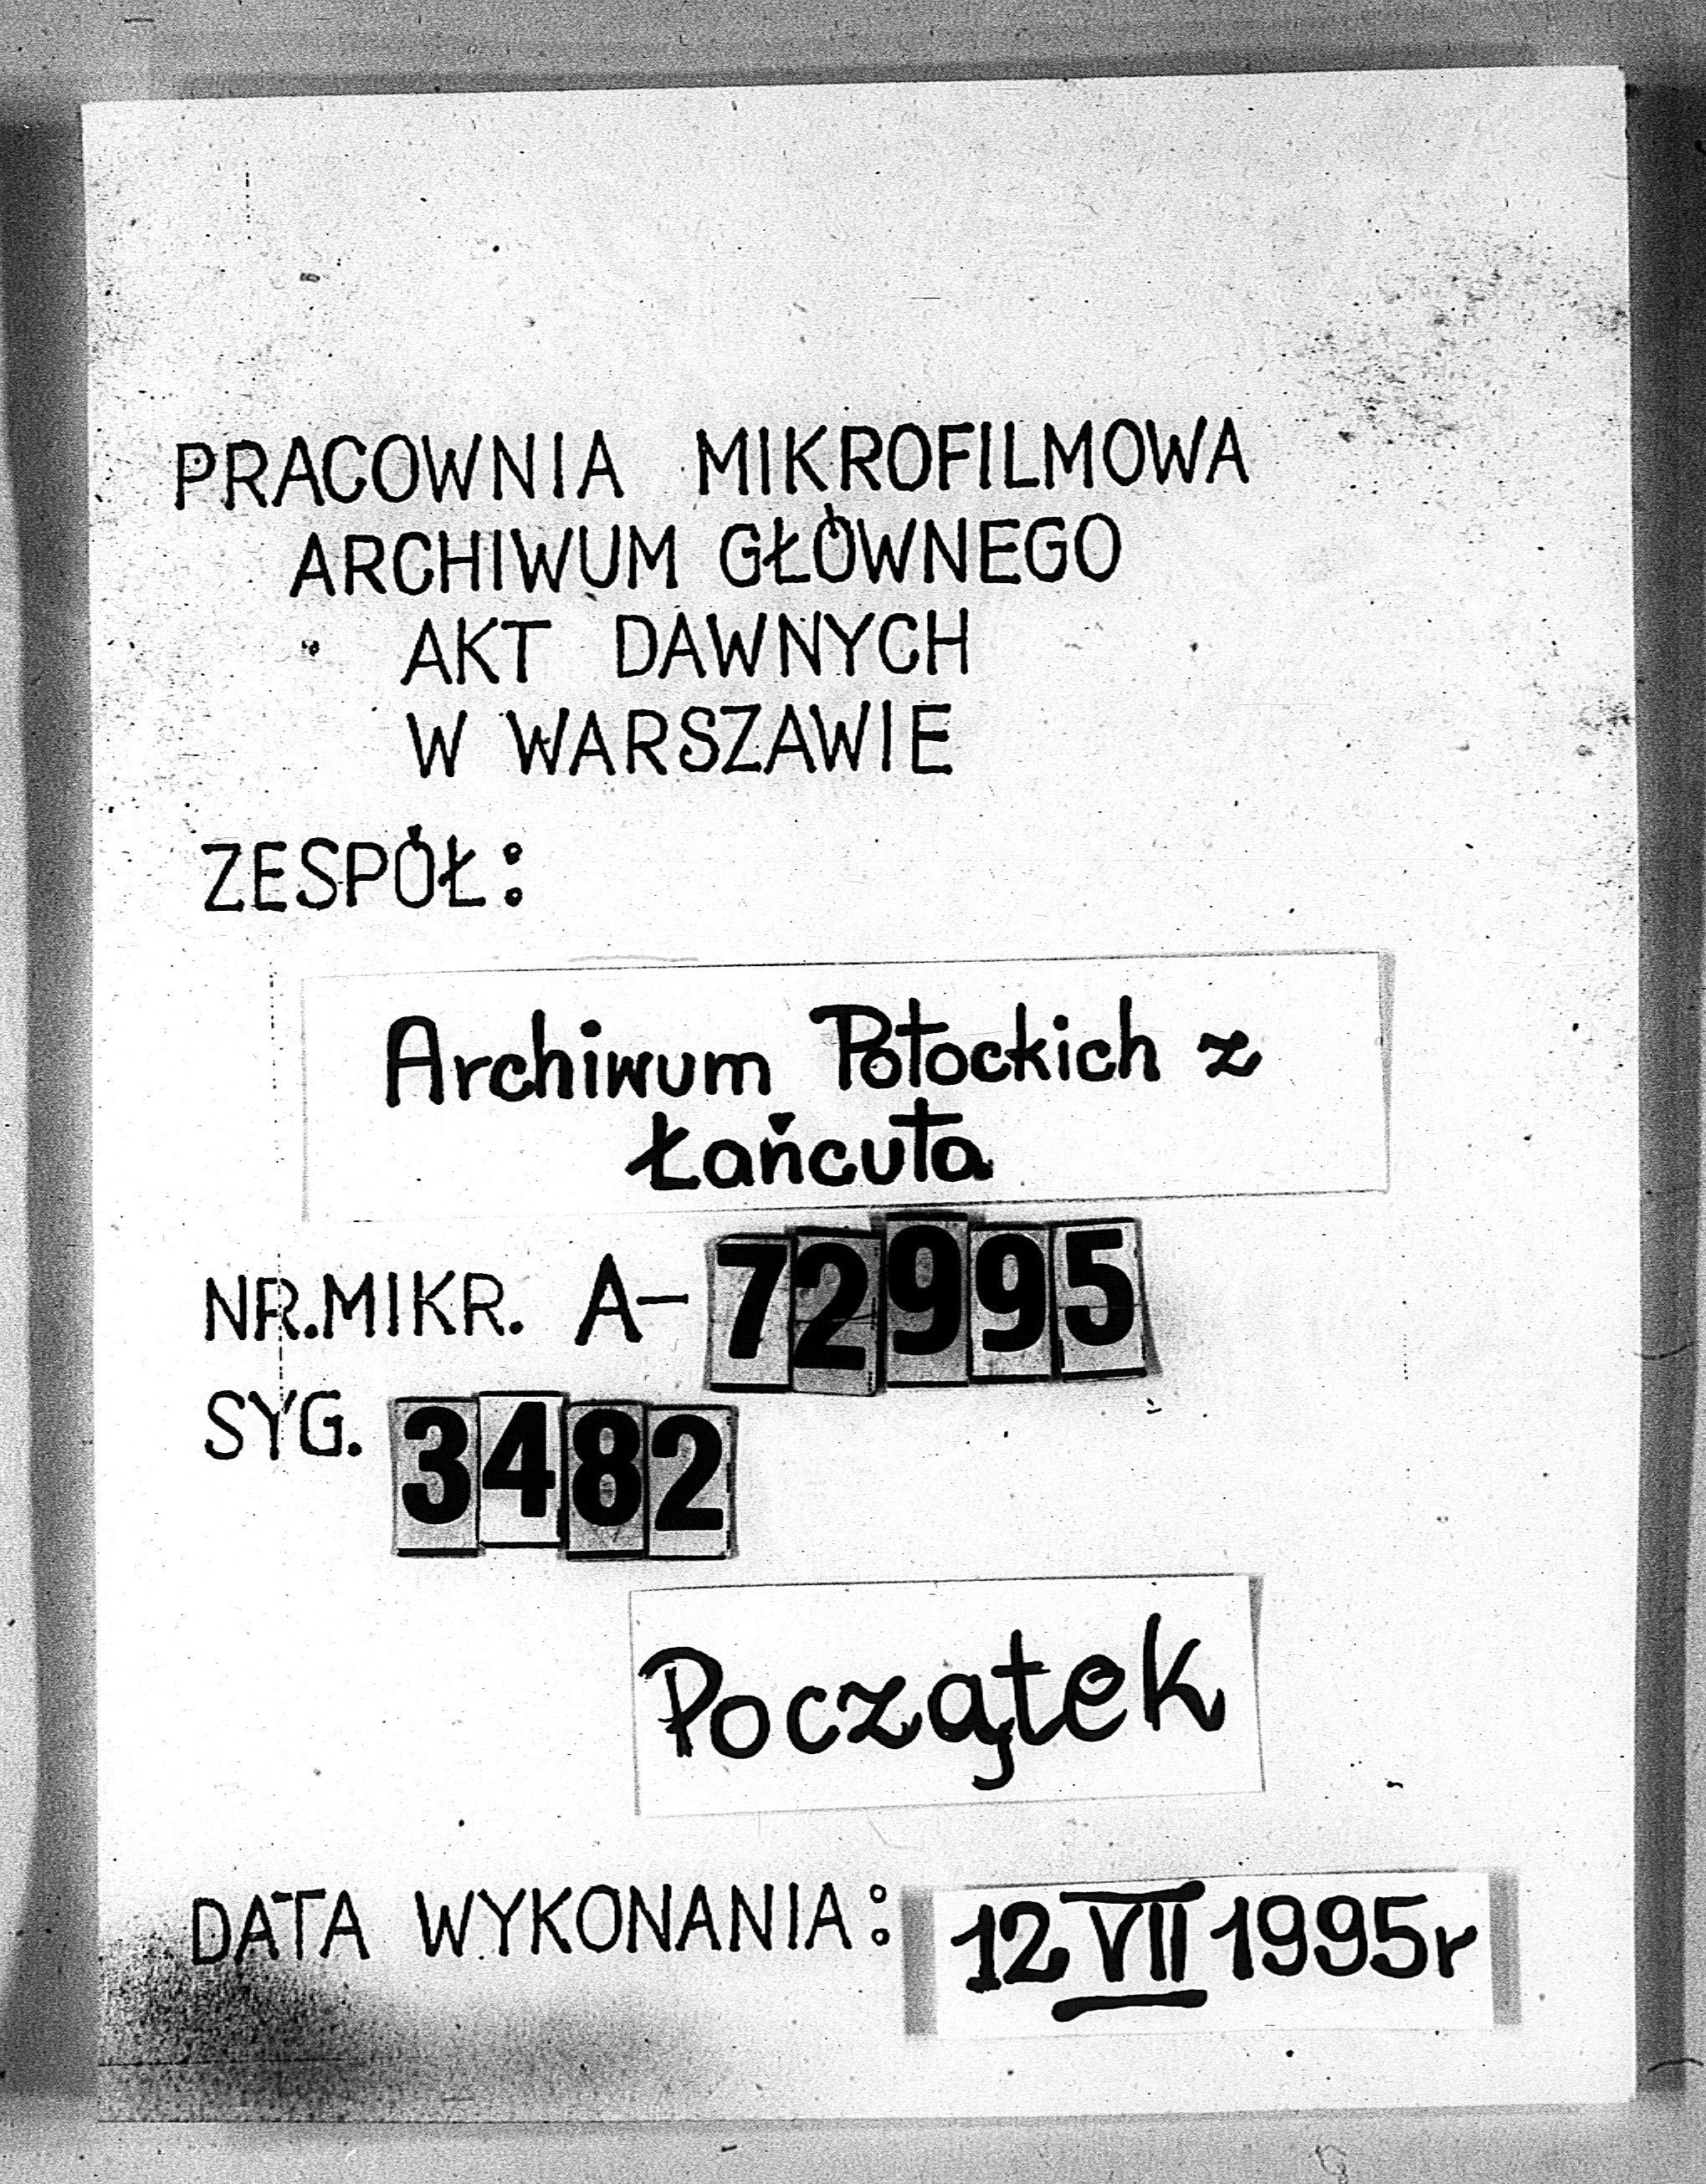 PRACOWNIA MIKROFILMOWA
ARCHIWUM GŁÓWNEGO
AKT DAWNYCH
W WARSZAWIE
ZESPÓŁ:
Archiwum Potockich z
Łańcuta
NR.MIKR. A- 72995
SYG. 3482
Początek
DATA WYKONANIA: 12 VII 1995r